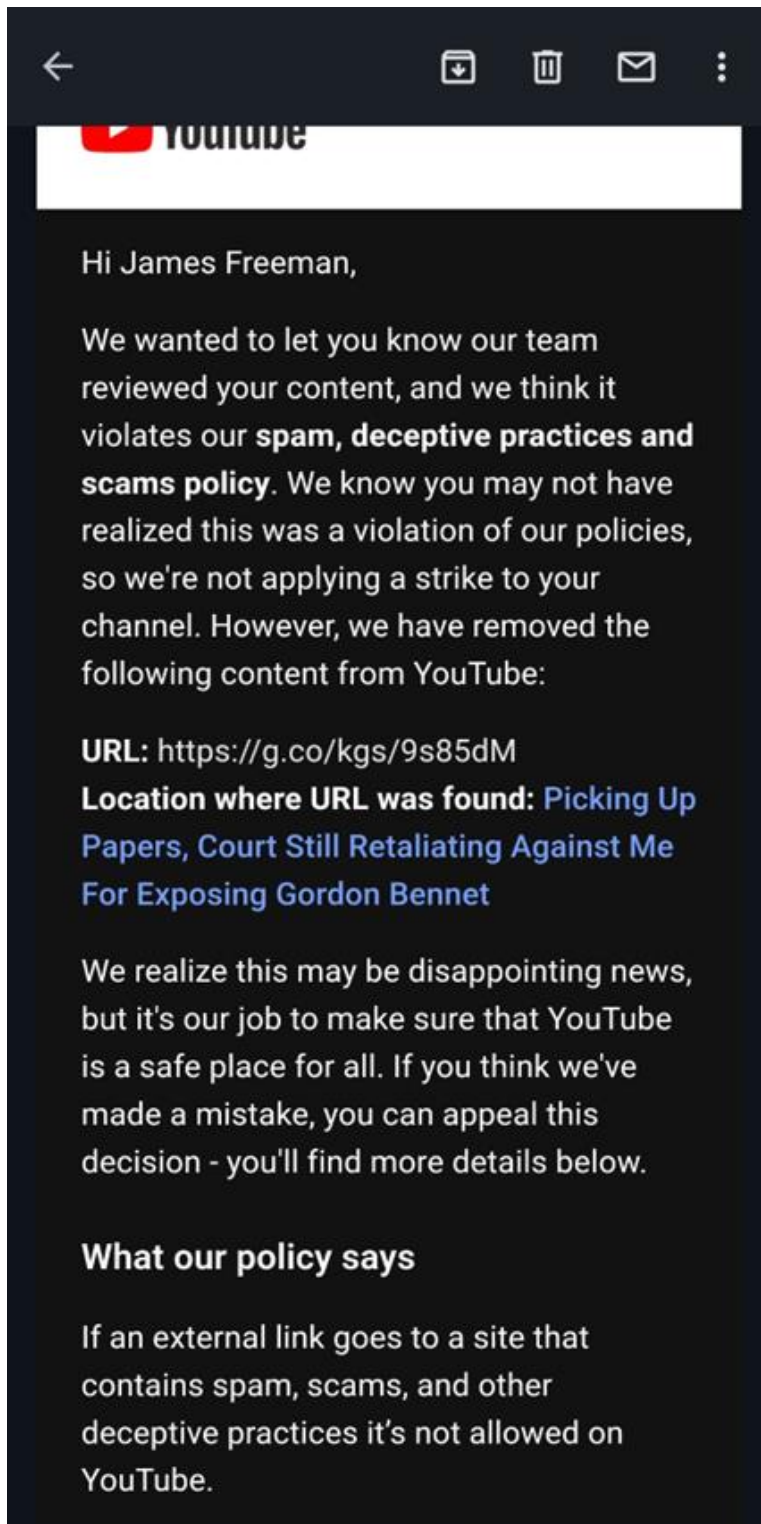 YouTube
Hi James Freeman,
We wanted to let you know our team
reviewed your content, and we think it
violates our spam, deceptive practices and
scams policy. We know you may not have
realized this was a violation of our policies,
so we're not applying a strike to your
channel. However, we have removed the
following content from YouTube:
URL: https://g.co/kgs/9s85dM
Location where URL was found: Picking Up
Papers, Court Still Retaliating Against Me
For Exposing Gordon Bennet
We realize this may be disappointing news,
but it's our job to make sure that YouTube
is a safe place for all. If you think we've
made a mistake, you can appeal this
decision - you'll find more details below.
What our policy says
If an external link goes to a site that
contains spam, scams, and other
deceptive practices it’s not allowed on
YouTube.